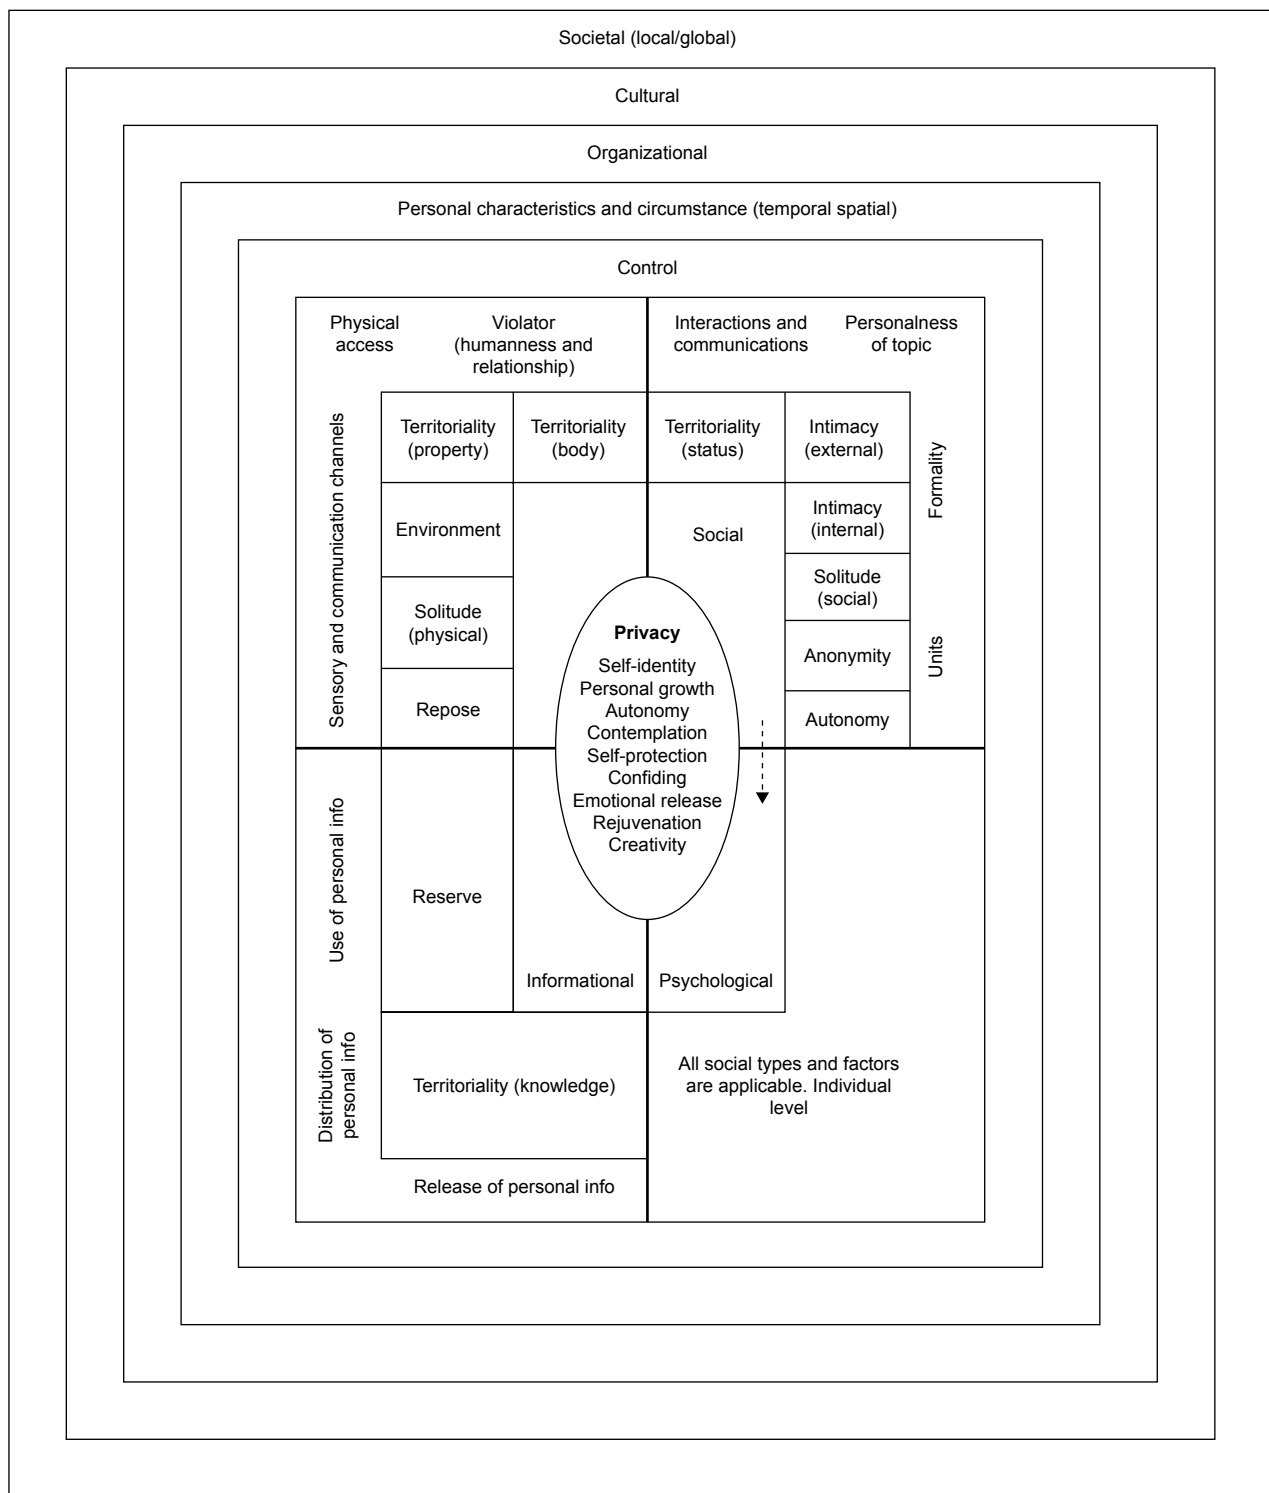 Societal (local/global)
Cultural
Organizational
Personal characteristics and circumstance (temporal spatial)
Control
Physical
access
Violator
(humanness and
relationship)
Interactions and
communications
Personalness
of topic
Sensory and communication channels
Territoriality
(property)
Territoriality
(body)
Territoriality
(status)
Intimacy
(external)
Formality
Environment
Social
Intimacy
(internal)
Solitude
(physical)
Solitude
(social)
Anonymity
Units
Repose
Autonomy
Privacy
Self-identity
Personal growth
Autonomy
Contemplation
Self-protection
Confiding
Emotional release
Rejuvenation
Creativity
Use of personal info
Reserve
Informational
Psychological
Distribution of
personal info
Territoriality (knowledge)
All social types and factors
are applicable. Individual
level
Release of personal info